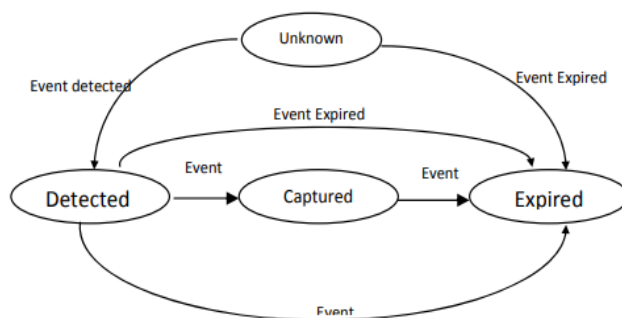 Unknown
Event detected
Event Expired
Event Expired
Event
Event
Detected
Captured
Expired
Event